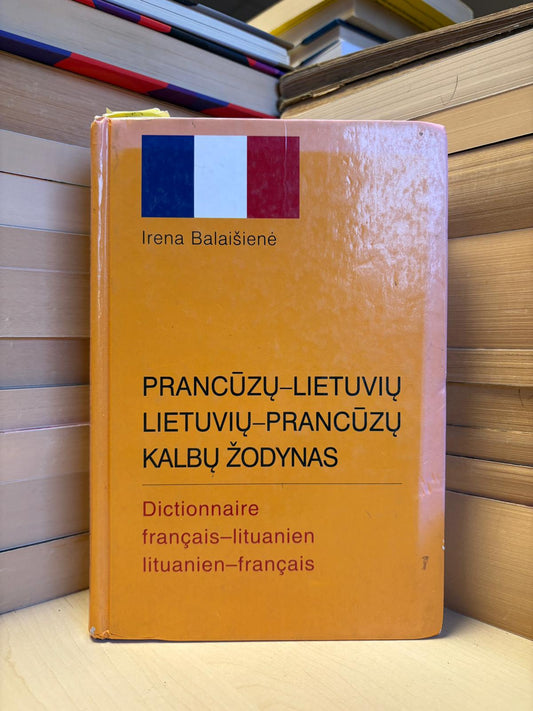 Irena Balaišienė
PRANCŪZŲ–LIETUVIŲ
LIETUVIŲ–PRANCŪZŲ
KALBŲ ŽODYNAS
Dictionnaire
français–lituanien
lituanien–français